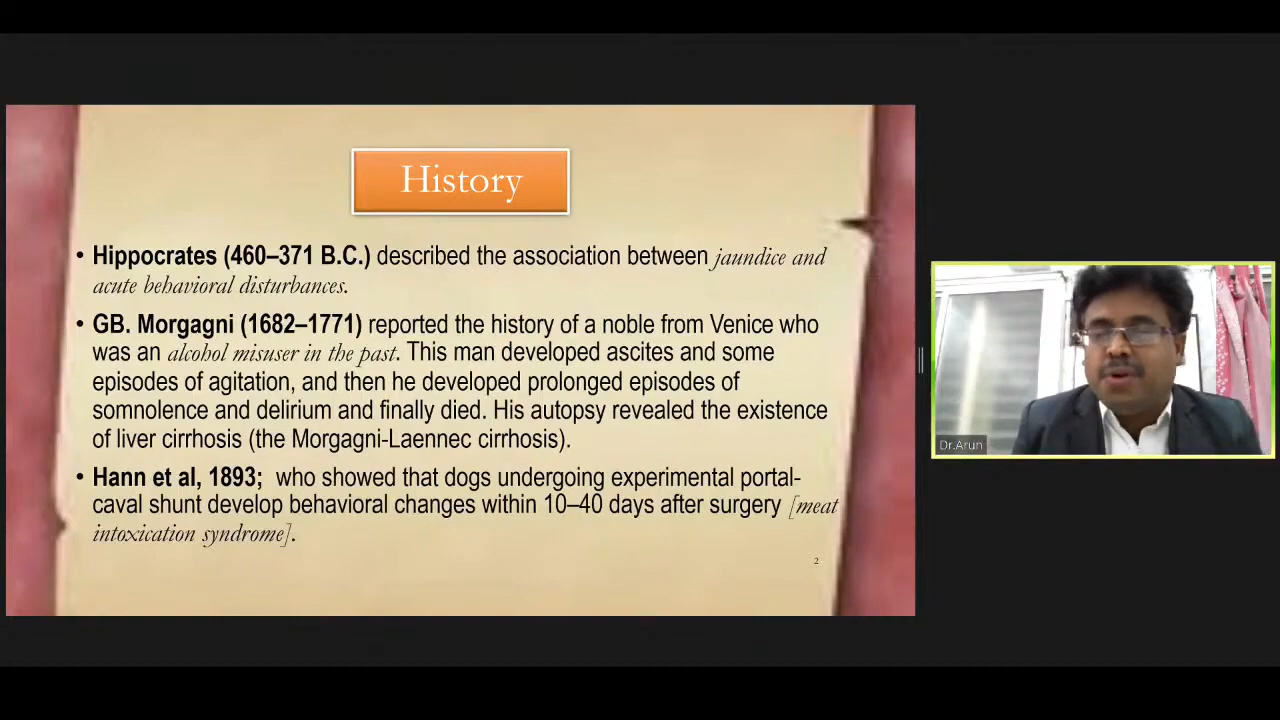 History
• Hippocrates (460–371 B.C.) described the association between jaundice and
acute behavioral disturbances.
• GB. Morgagni (1682–1771) reported the history of a noble from Venice who
was an alcohol misuser in the past. This man developed ascites and some
episodes of agitation, and then he developed prolonged episodes of
somnolence and delirium and finally died. His autopsy revealed the existence
of liver cirrhosis (the Morgagni-Laennec cirrhosis).
• Hann et al, 1893; who showed that dogs undergoing experimental portal-
caval shunt develop behavioral changes within 10–40 days after surgery [meat
intoxication syndrome].
2
Dr.Arun